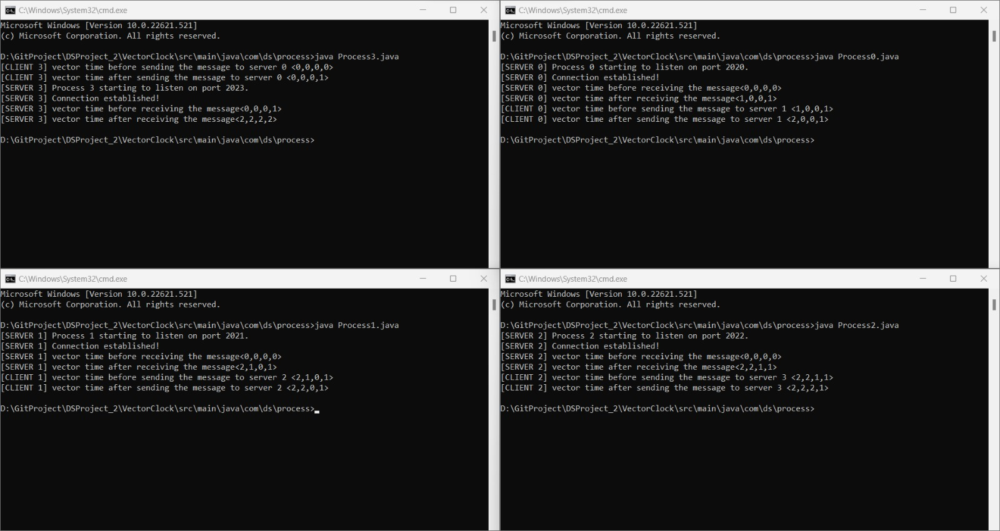 C:\Windows\System32\cmd.exe
Microsoft Windows [Version 10.0.22621.521]
(c) Microsoft Corporation. All rights reserved.
D:\GitProject\DSProject_2\VectorClock\src\main\java\com\ds\process>java Process3.java
[CLIENT 3] vector time before sending the message to server 0 <0,0,0,0>
[CLIENT 3] vector time after sending the message to server 0 <0,0,0,1>
[SERVER 3] Process 3 starting to listen on port 2023.
[SERVER 3] Connection established!
[SERVER 3] vector time before receiving the message<0,0,0,1>
[SERVER 3] vector time after receiving the message<2,2,2,2>
D:\GitProject\DSProject_2\VectorClock\src\main\java\com\ds\process>
C:\Windows\System32\cmd.exe
Microsoft Windows [Version 10.0.22621.521]
(c) Microsoft Corporation. All rights reserved.
D:\GitProject\DSProject_2\VectorClock\src\main\java\com\ds\process>java Process0.java
[SERVER 0] Process 0 starting to listen on port 2020.
[SERVER 0] Connection established!
[SERVER 0] vector time before receiving the message<0,0,0,0>
[SERVER 0] vector time after receiving the message<1,0,0,1>
[CLIENT 0] vector time before sending the message to server 1 <1,0,0,1>
[CLIENT 0] vector time after sending the message to server 1 <2,0,0,1>
D:\GitProject\DSProject_2\VectorClock\src\main\java\com\ds\process>
C:\Windows\System32\cmd.exe
Microsoft Windows [Version 10.0.22621.521]
(c) Microsoft Corporation. All rights reserved.
D:\GitProject\DSProject_2\VectorClock\src\main\java\com\ds\process>java Process1.java
[SERVER 1] Process 1 starting to listen on port 2021.
[SERVER 1] Connection established!
[SERVER 1] vector time before receiving the message<0,0,0,0>
[SERVER 1] vector time after receiving the message<2,1,0,1>
[CLIENT 1] vector time before sending the message to server 2 <2,1,0,1>
[CLIENT 1] vector time after sending the message to server 2 <2,2,0,1>
D:\GitProject\DSProject_2\VectorClock\src\main\java\com\ds\process>
C:\Windows\System32\cmd.exe
Microsoft Windows [Version 10.0.22621.521]
(c) Microsoft Corporation. All rights reserved.
D:\GitProject\DSProject_2\VectorClock\src\main\java\com\ds\process>java Process2.java
[SERVER 2] Process 2 starting to listen on port 2022.
[SERVER 2] Connection established!
[SERVER 2] vector time before receiving the message<0,0,0,0>
[SERVER 2] vector time after receiving the message<2,2,1,1>
[CLIENT 2] vector time before sending the message to server 3 <2,2,1,1>
[CLIENT 2] vector time after sending the message to server 3 <2,2,2,1>
D:\GitProject\DSProject_2\VectorClock\src\main\java\com\ds\process>